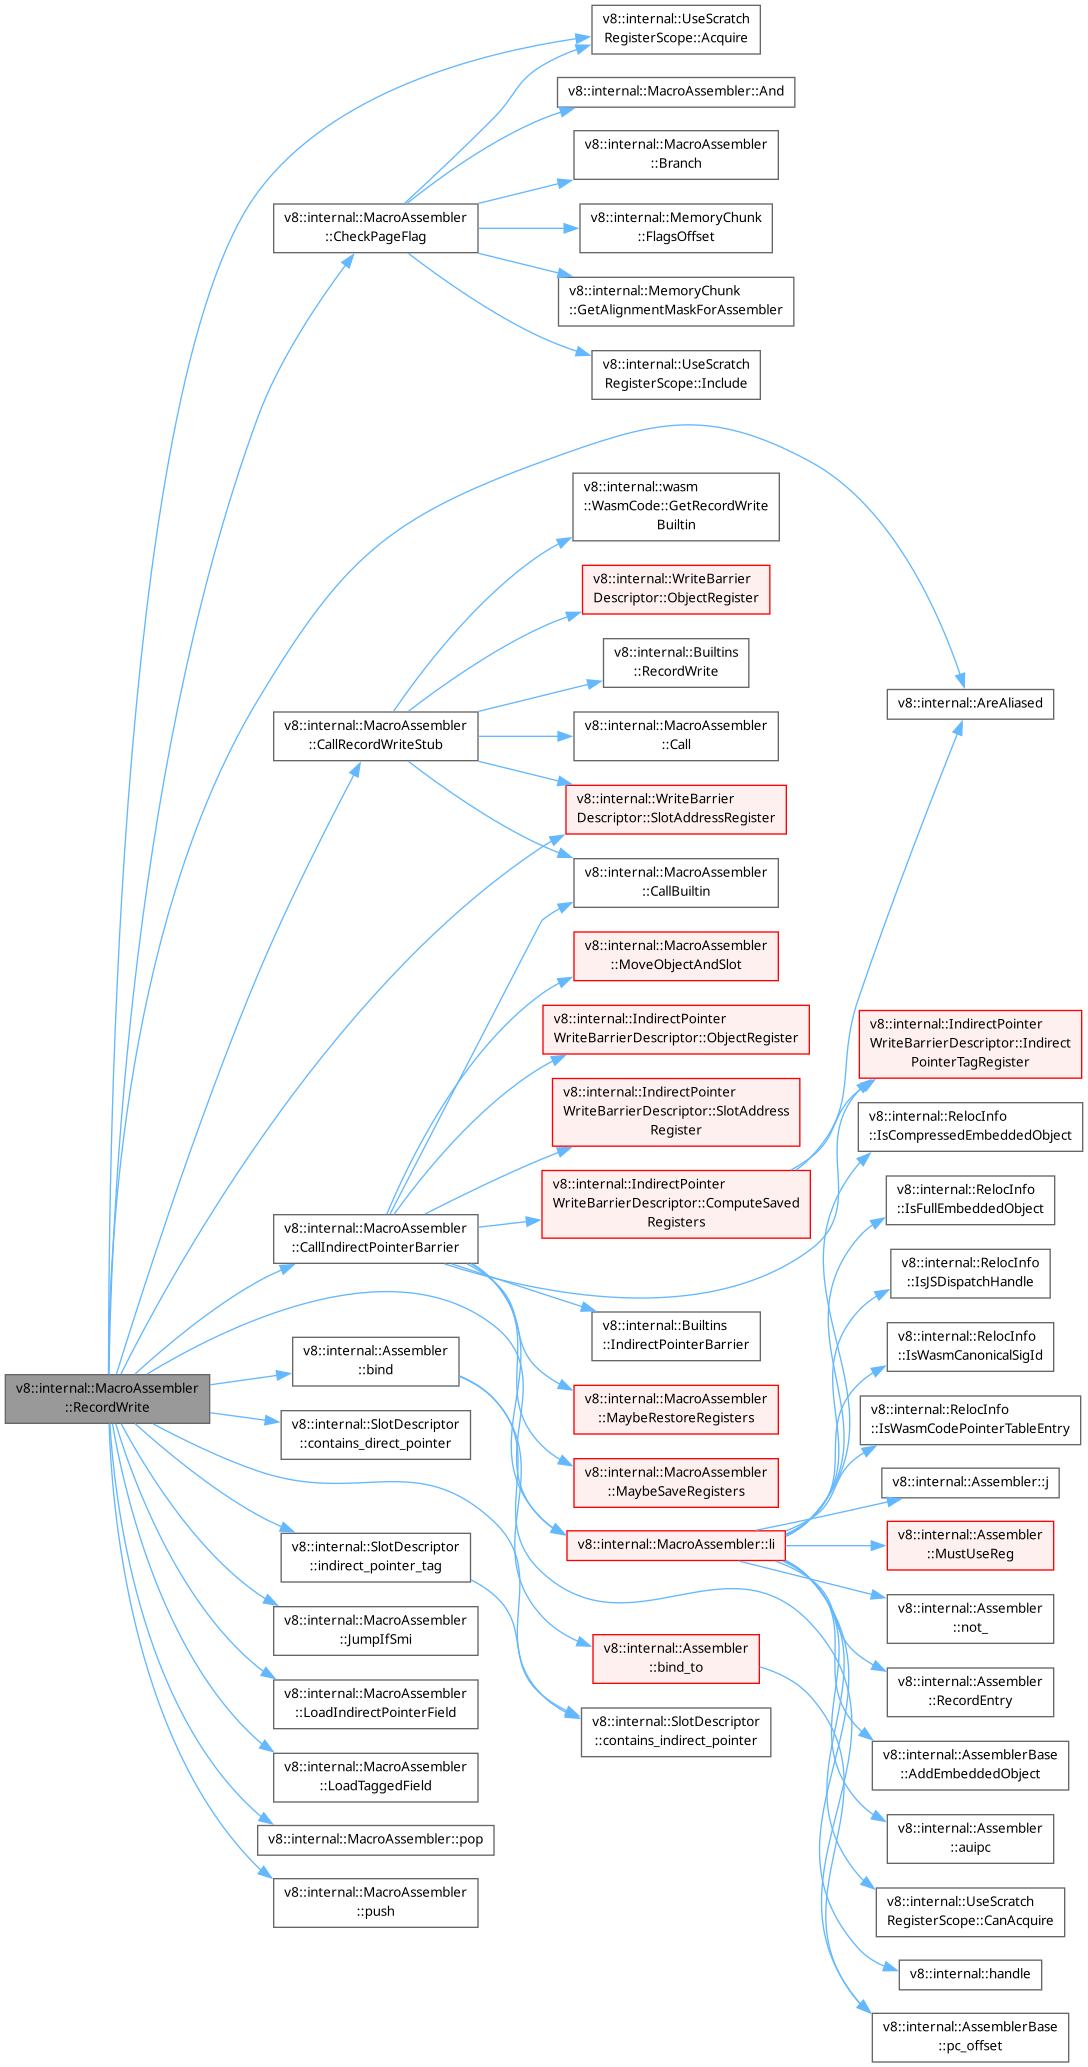 v8::internal::MacroAssembler
::RecordWrite
v8::internal::MacroAssembler
::CheckPageFlag
v8::internal::MacroAssembler
::CallRecordWriteStub
v8::internal::MacroAssembler
::CallIndirectPointerBarrier
v8::internal::Assembler
::bind
v8::internal::SlotDescriptor
::contains_direct_pointer
v8::internal::SlotDescriptor
::indirect_pointer_tag
v8::internal::MacroAssembler
::JumpIfSmi
v8::internal::MacroAssembler
::LoadIndirectPointerField
v8::internal::MacroAssembler
::LoadTaggedField
v8::internal::MacroAssembler::pop
v8::internal::MacroAssembler
::push
v8::internal::UseScratch
RegisterScope::Acquire
v8::internal::MacroAssembler::And
v8::internal::MacroAssembler
::Branch
v8::internal::MemoryChunk
::FlagsOffset
v8::internal::MemoryChunk
::GetAlignmentMaskForAssembler
v8::internal::UseScratch
RegisterScope::Include
v8::internal::wasm
::WasmCode::GetRecordWrite
Builtin
v8::internal::WriteBarrier
Descriptor::ObjectRegister
v8::internal::Builtins
::RecordWrite
v8::internal::MacroAssembler
::Call
v8::internal::WriteBarrier
Descriptor::SlotAddressRegister
v8::internal::MacroAssembler
::CallBuiltin
v8::internal::MacroAssembler
::MoveObjectAndSlot
v8::internal::IndirectPointer
WriteBarrierDescriptor::ObjectRegister
v8::internal::IndirectPointer
WriteBarrierDescriptor::SlotAddress
Register
v8::internal::IndirectPointer
WriteBarrierDescriptor::ComputeSaved
Registers
v8::internal::Builtins
::IndirectPointerBarrier
v8::internal::MacroAssembler
::MaybeRestoreRegisters
v8::internal::MacroAssembler
::MaybeSaveRegisters
v8::internal::MacroAssembler::li
v8::internal::Assembler
::bind_to
v8::internal::SlotDescriptor
::contains_indirect_pointer
v8::internal::AreAliased
v8::internal::IndirectPointer
WriteBarrierDescriptor::Indirect
PointerTagRegister
v8::internal::RelocInfo
::IsCompressedEmbeddedObject
v8::internal::RelocInfo
::IsFullEmbeddedObject
v8::internal::RelocInfo
::IsJSDispatchHandle
v8::internal::RelocInfo
::IsWasmCanonicalSigId
v8::internal::RelocInfo
::IsWasmCodePointerTableEntry
v8::internal::Assembler::j
v8::internal::Assembler
::MustUseReg
v8::internal::Assembler
::not_
v8::internal::Assembler
::RecordEntry
v8::internal::AssemblerBase
::AddEmbeddedObject
v8::internal::Assembler
::auipc
v8::internal::UseScratch
RegisterScope::CanAcquire
v8::internal::handle
v8::internal::AssemblerBase
::pc_offset